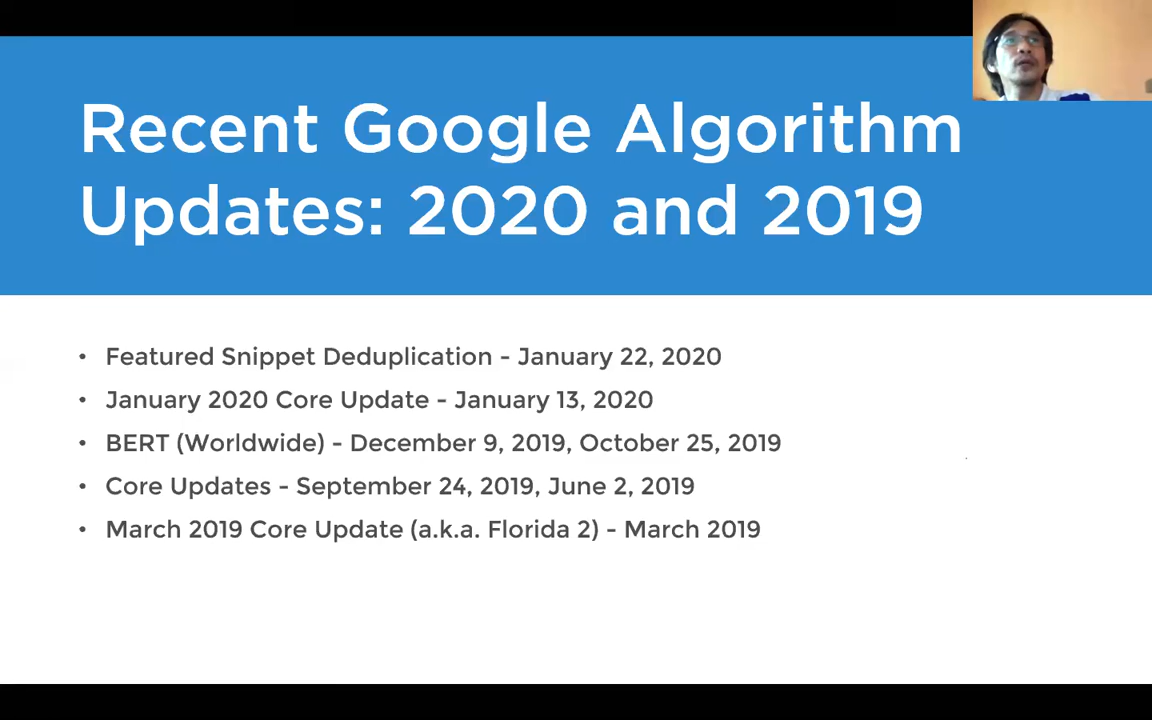 Recent Google Algorithm
Updates: 2020 and 2019
• Featured Snippet Deduplication - January 22, 2020
• January 2020 Core Update - January 13, 2020
• BERT (Worldwide) - December 9, 2019, October 25, 2019
• Core Updates - September 24, 2019, June 2, 2019
• March 2019 Core Update (a.k.a. Florida 2) - March 2019